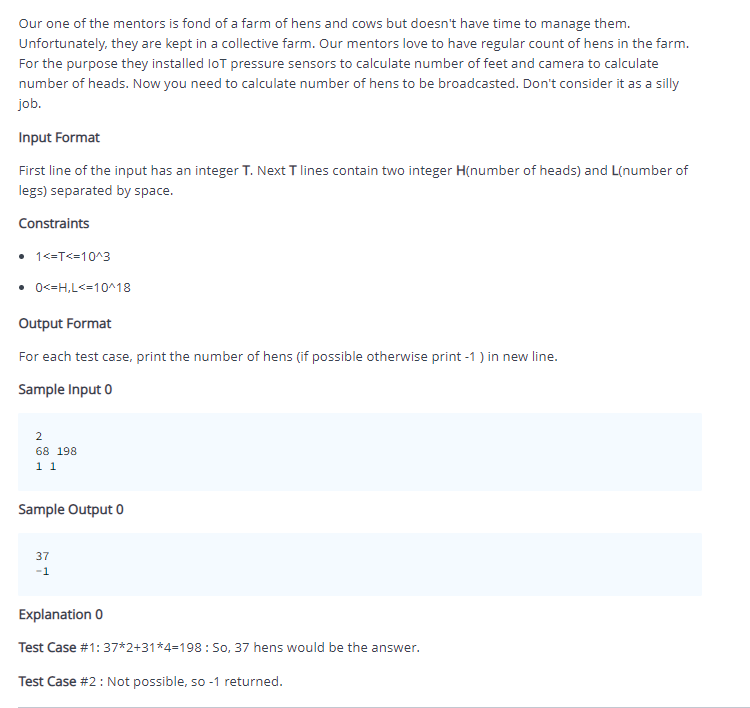 Our one of the mentors is fond of a farm of hens and cows but doesn't have time to manage them.
Unfortunately, they are kept in a collective farm. Our mentors love to have regular count of hens in the farm.
For the purpose they installed IoT pressure sensors to calculate number of feet and camera to calculate
number of heads. Now you need to calculate number of hens to be broadcasted. Don't consider it as a silly
job.
Input Format
First line of the input has an integer T. Next T lines contain two integer H(number of heads) and L(number of
legs) separated by space.
Constraints
• 1<=T<=10^3
• 0<=H,L<=10^18
Output Format
For each test case, print the number of hens (if possible otherwise print -1 ) in new line.
Sample Input 0
2
68 198
1 1
Sample Output 0
37
-1
Explanation 0
Test Case #1: 37*2+31*4=198 : So, 37 hens would be the answer.
Test Case #2 : Not possible, so -1 returned.